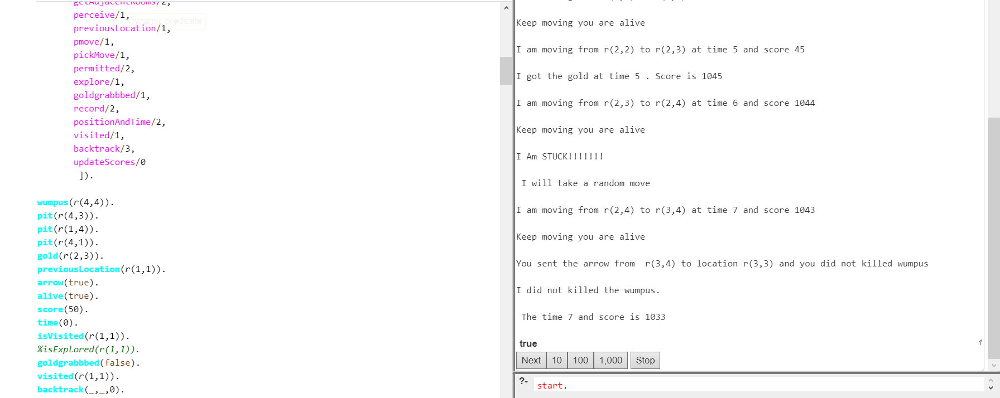 getAdjacentRooms/2,
perceive/1,
Dynamic predicate
previousLocation/1,
pmove/1,
pickMove/1,
permitted/2,
explore/1,
goldgrabbbed/1,
record/2,
positionAndTime/2,
visited/1,
backtrack/3,
updateScores/0
]).
wumpus(r(4,4)).
pit(r(4,3)).
pit(r(1,4)).
pit(r(4,1)).
gold(r(2,3)).
previousLocation(r(1,1)).
arrow(true).
alive(true).
score(50).
time(0).
isVisited(r(1,1)).
%isExplored(r(1,1)).
goldgrabbbed(false).
visited(r(1,1)).
backtrack(_,_,0).
Keep moving you are alive
I am moving from r(2,2) to r(2,3) at time 5 and score 45
I got the gold at time 5 . Score is 1045
I am moving from r(2,3) to r(2,4) at time 6 and score 1044
Keep moving you are alive
I Am STUCK!!!!!!!
I will take a random move
I am moving from r(2,4) to r(3,4) at time 7 and score 1043
Keep moving you are alive
You sent the arrow from  r(3,4) to location r(3,3) and you did not killed wumpus
I did not killed the wumpus.
The time 7 and score is 1033
true 1
Next 10 100 1,000 Stop
?- start.